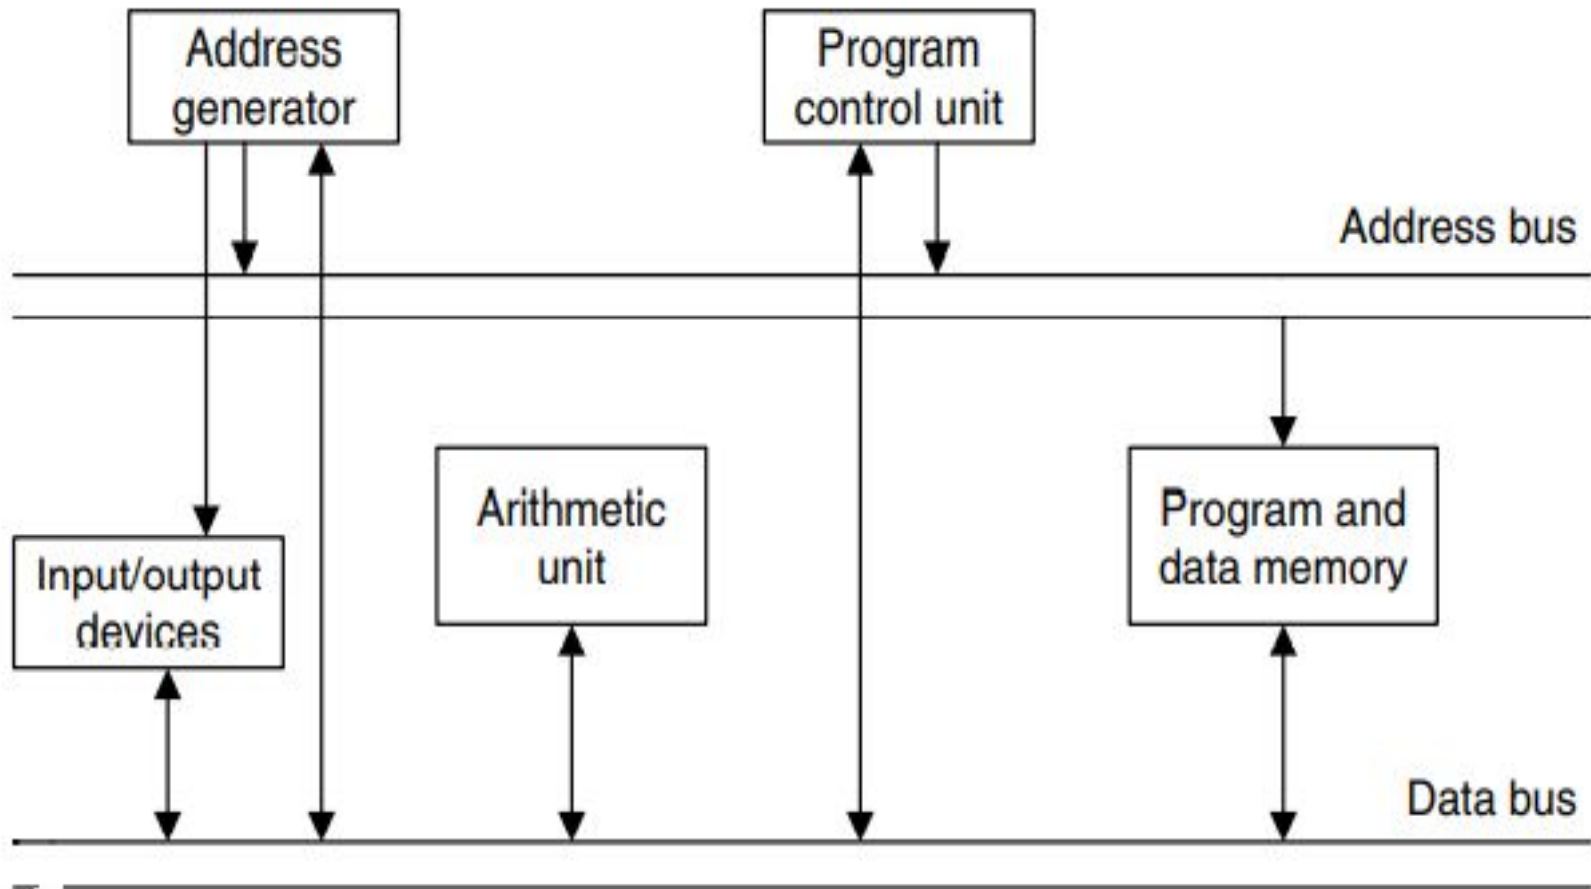 Address
generator
Program
control unit
Address bus
Arithmetic
unit
Program and
data memory
Input/output
devices
Data bus